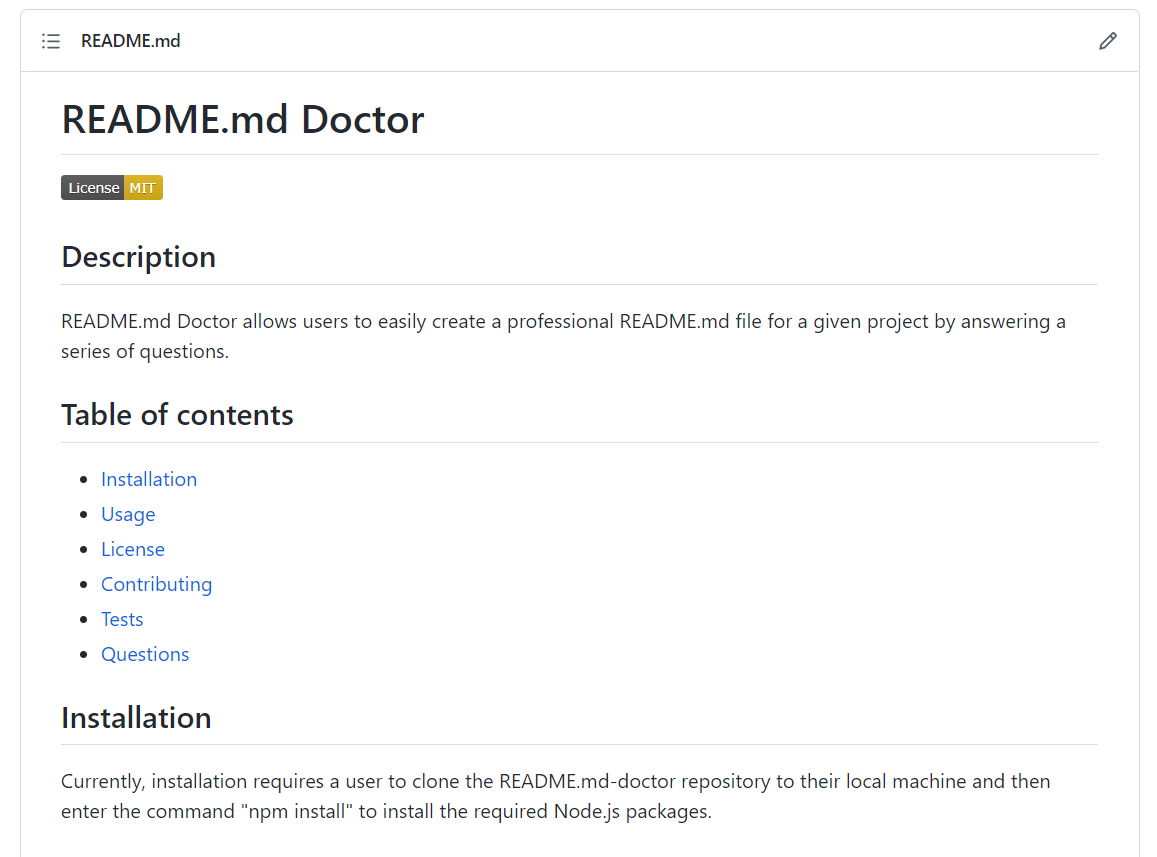 README.md
README.md Doctor
License MIT
Description
README.md Doctor allows users to easily create a professional README.md file for a given project by answering a
series of questions.
Table of contents
Installation
Usage
License
Contributing
Tests
Questions
Installation
Currently, installation requires a user to clone the README.md-doctor repository to their local machine and then
enter the command "npm install" to install the required Node.js packages.